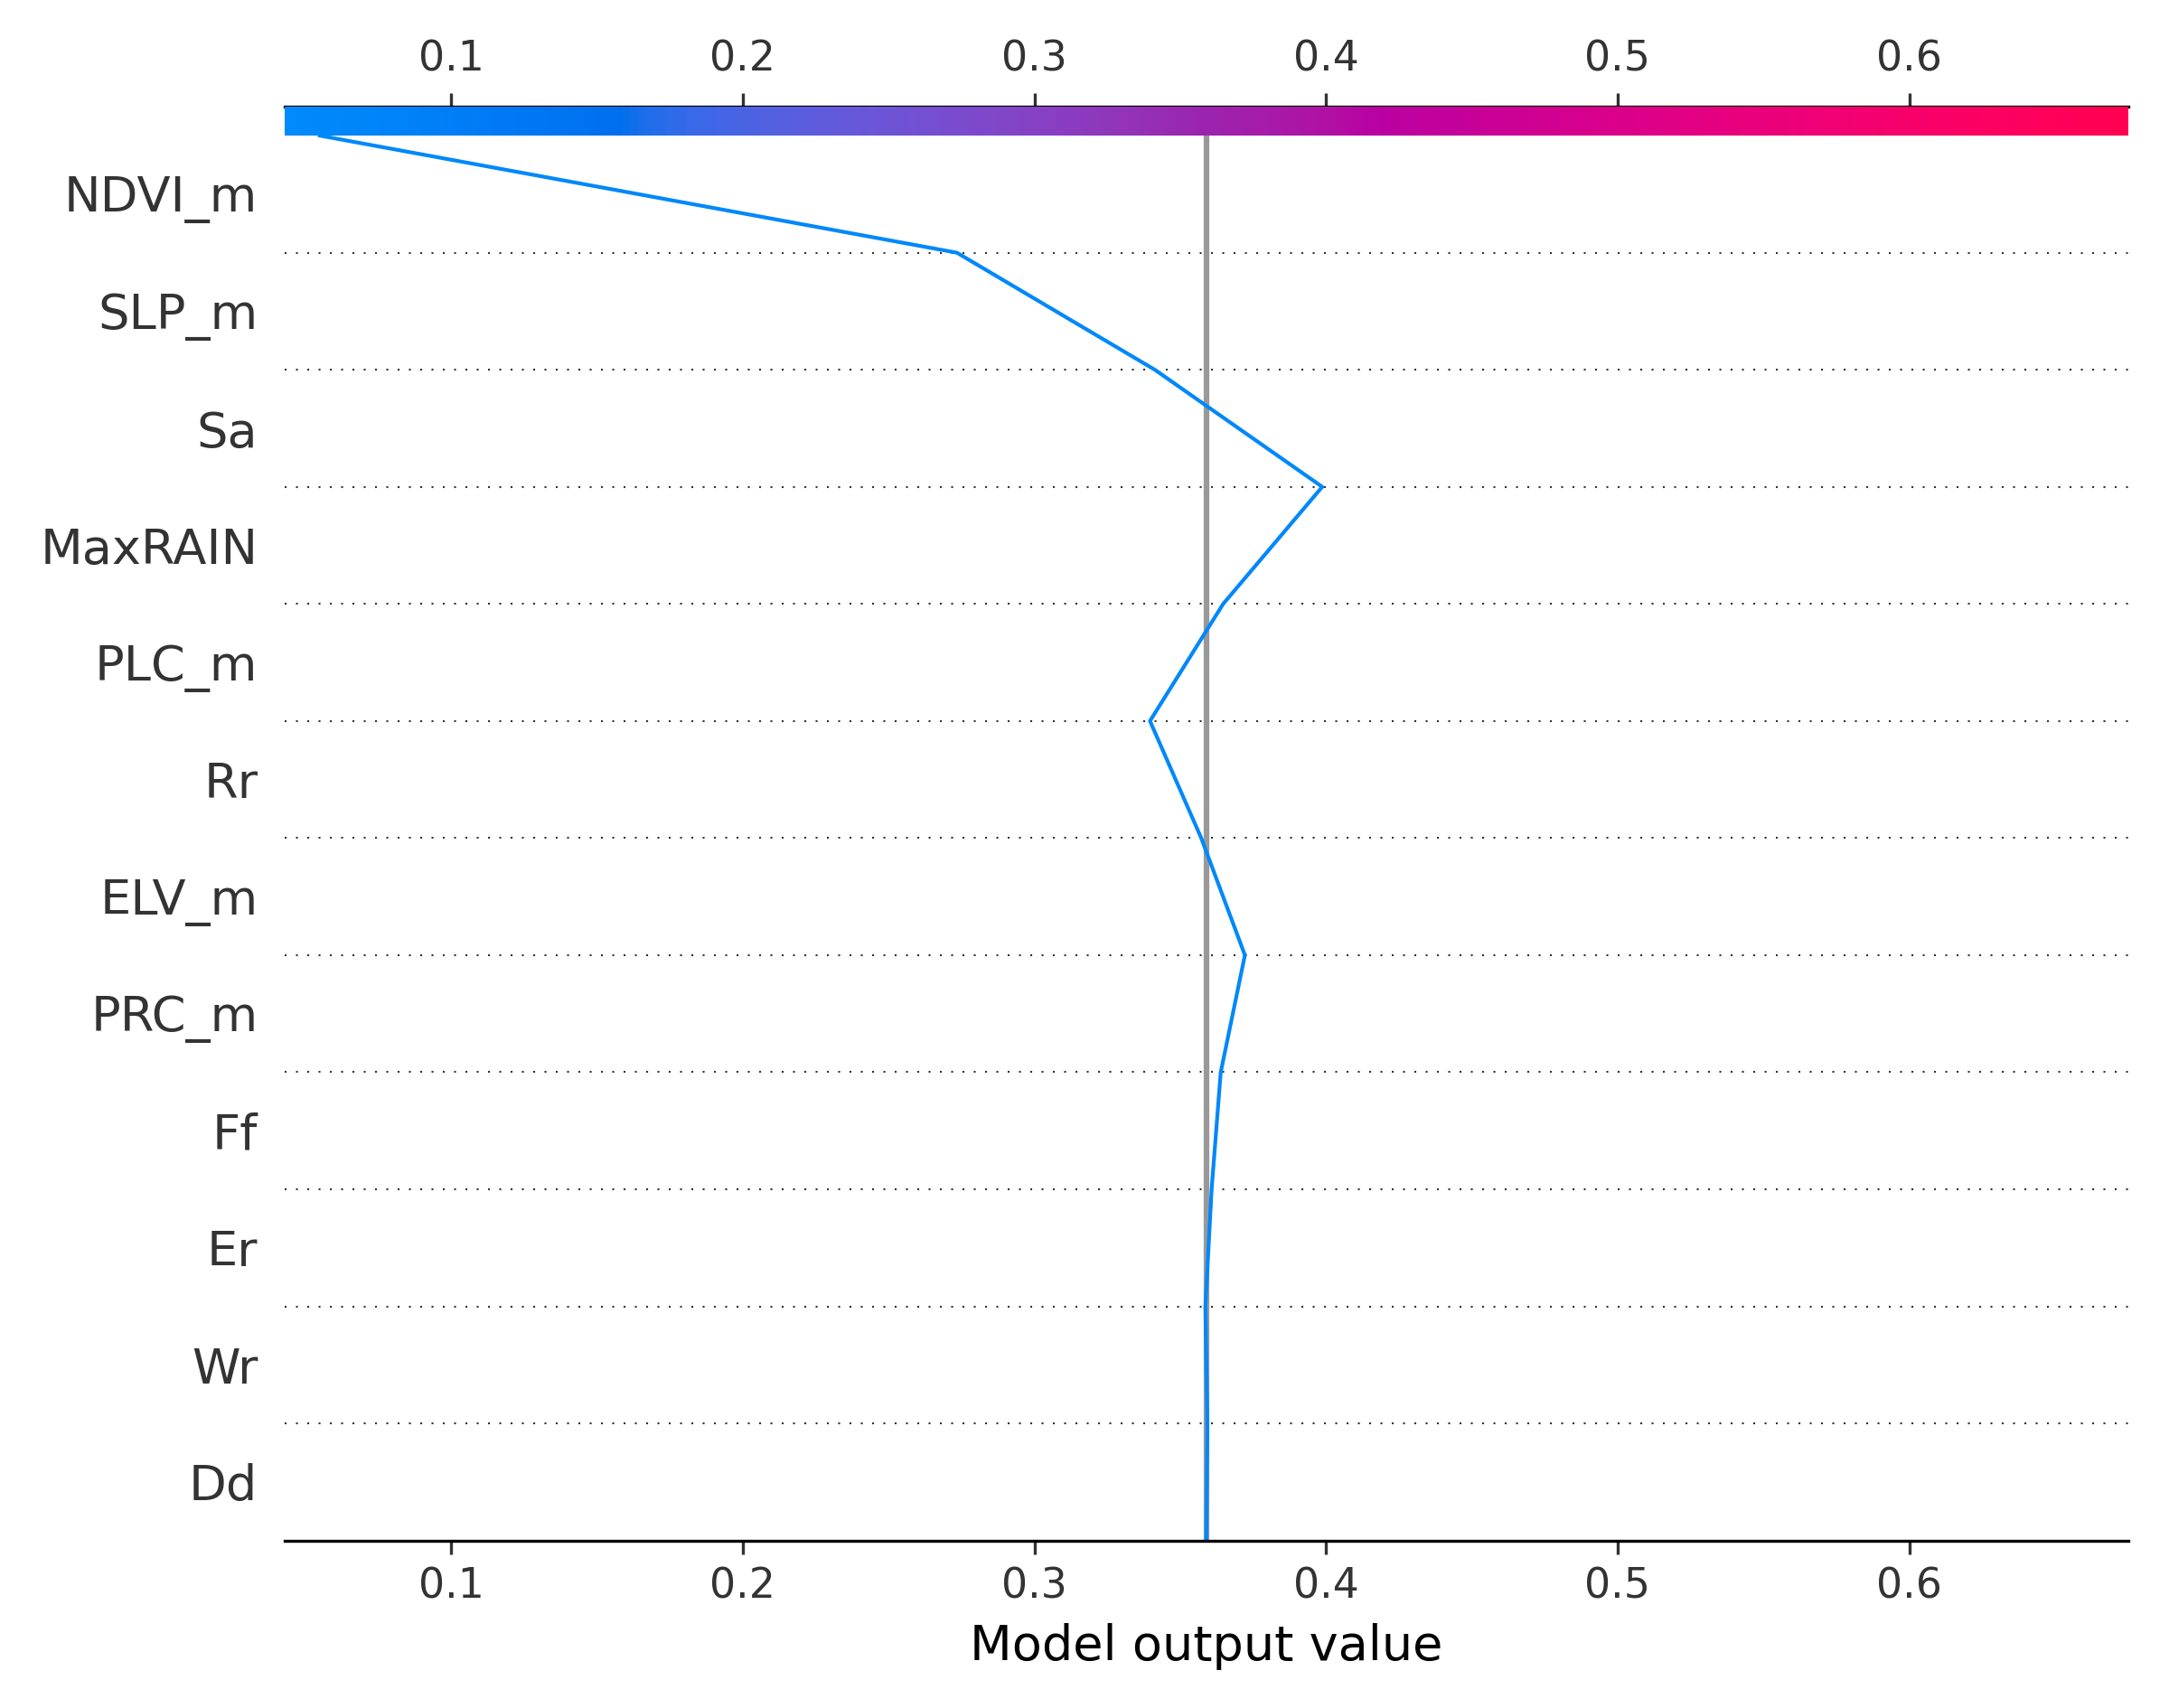 0.1 0.2 0.3 0.4 0.5 0.6
NDVI_m
SLP_m
Sa
MaxRAIN
PLC_m
Rr
ELV_m
PRC_m
Ff
Er
Wr
Dd
0.1 0.2 0.3 0.4 0.5 0.6
Model output value